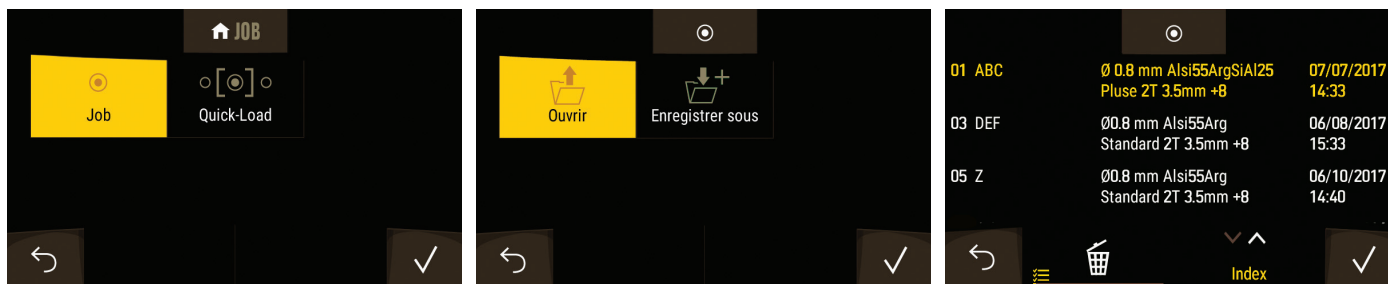 JOB
Job
Quick-Load
Ouvrir
Enregistrer sous
01 ABC Ø 0.8 mm Alsi55ArgSiAl25 07/07/2017
Pluse 2T 3.5mm +8 14:33
03 DEF Ø0.8 mm Alsi55Arg 06/08/2017
Standard 2T 3.5mm +8 15:33
05 Z Ø0.8 mm Alsi55Arg 06/10/2017
Standard 2T 3.5mm +8 14:40
Index